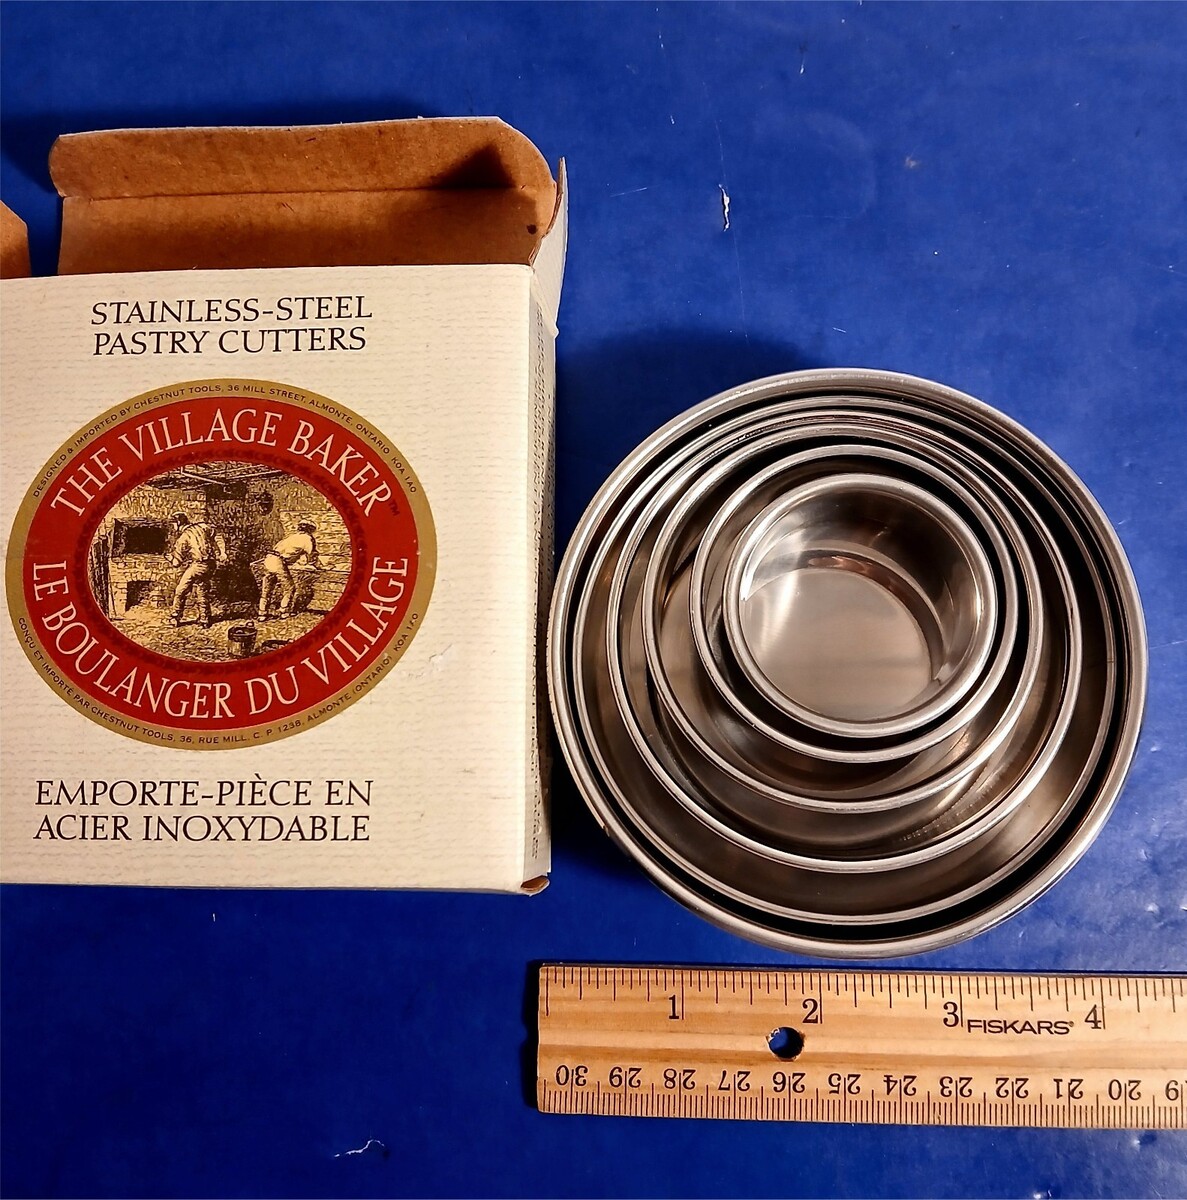 STAINLESS-STEEL
PASTRY CUTTERS
DESIGNED & IMPORTED BY CHESTNUT TOOLS, 36 MILL STREET, ALMONTE, ONTARIO K0A 1A0
THE VILLAGE BAKER™
LE BOULANGER DU VILLAGE
CONÇU ET IMPORTÉ PAR CHESTNUT TOOLS, 36, RUE MILL, C. P. 1238, ALMONTE (ONTARIO) K0A 1A0
EMPORTE-PIÈCE EN
ACIER INOXYDABLE
1 2 3 4
FISKARS®
30 29 28 27 26 25 24 23 22 21 20